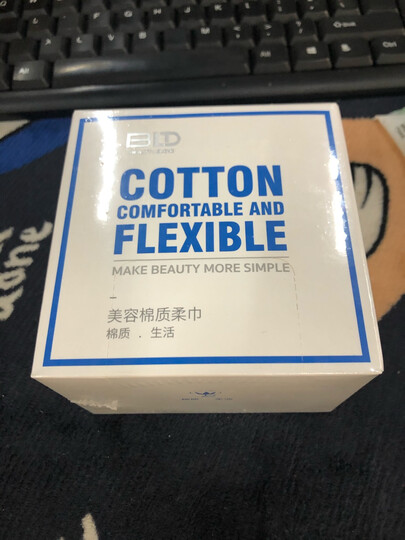 COTTON
COMFORTABLE AND
FLEXIBLE
MAKE BEAUTY MORE SIMPLE
美容棉质柔巾
棉质 . 生活